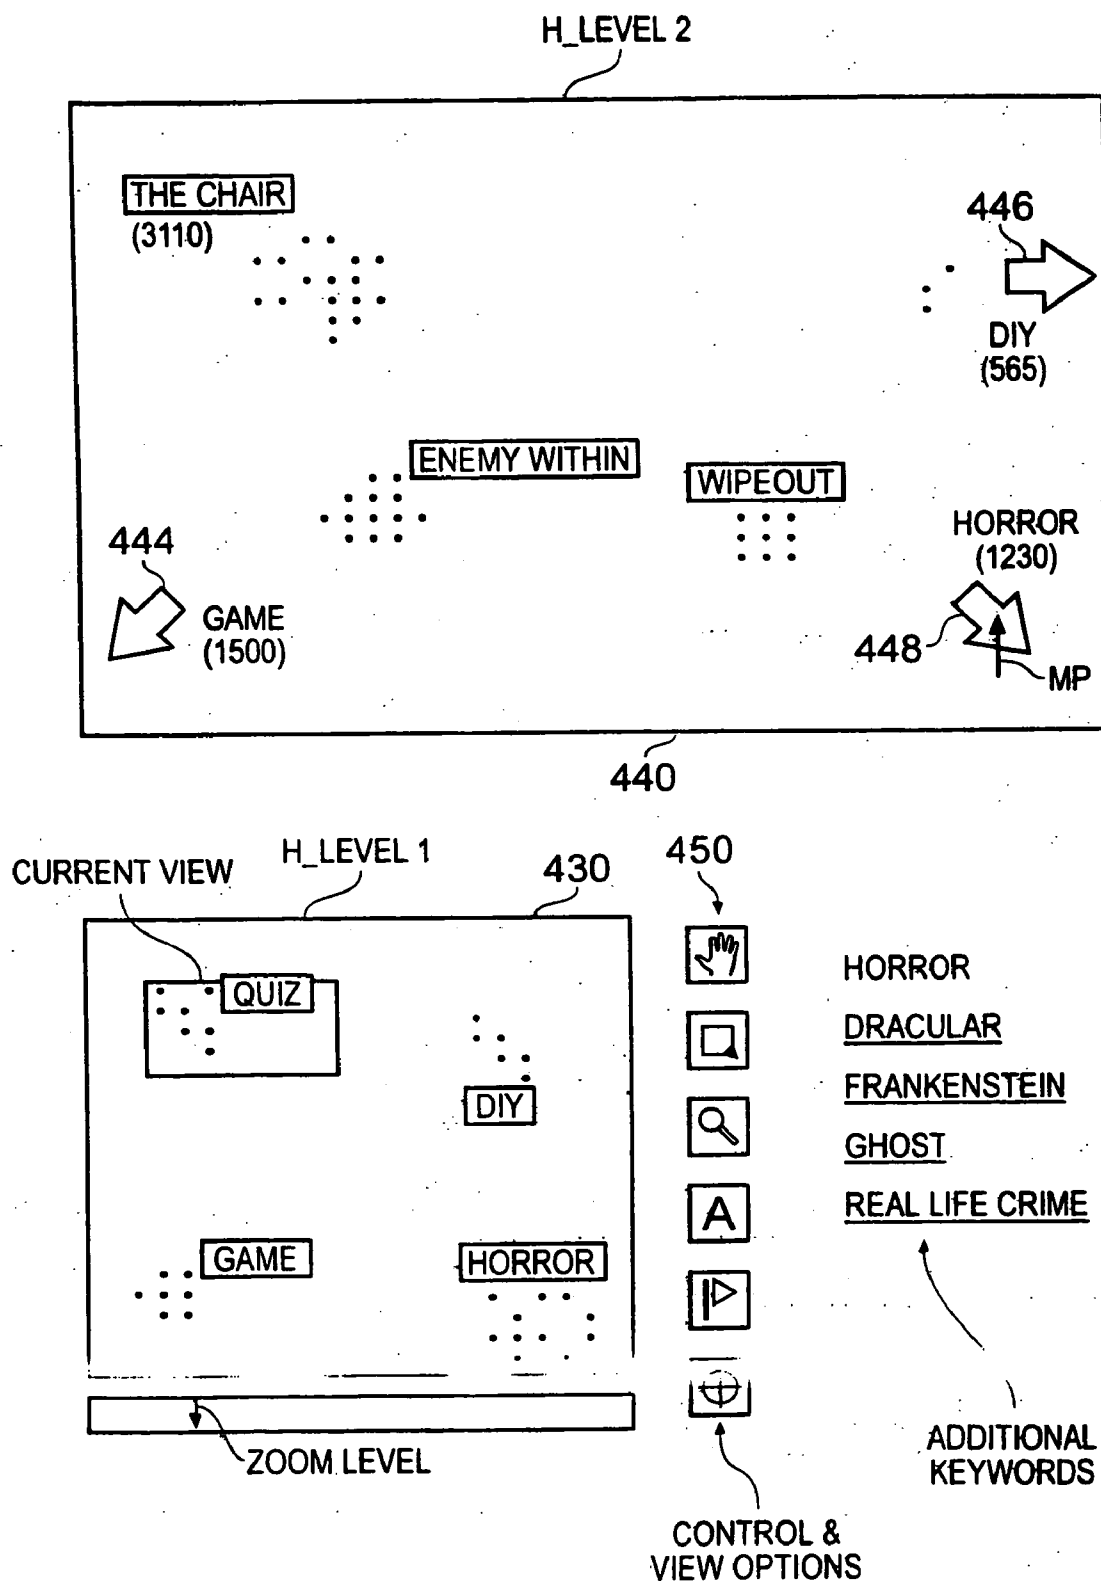 H_LEVEL 2
THE CHAIR
(3110)
446
DIY
(565)
ENEMY WITHIN
WIPEOUT
444
HORROR
(1230)
GAME
(1500)
448
MP
440
CURRENT VIEW
H_LEVEL 1
430
450
QUIZ
DIY
GAME
HORROR
ZOOM LEVEL
A
HORROR
DRACULAR
FRANKENSTEIN
GHOST
REAL LIFE CRIME
ADDITIONAL
KEYWORDS
CONTROL &
VIEW OPTIONS